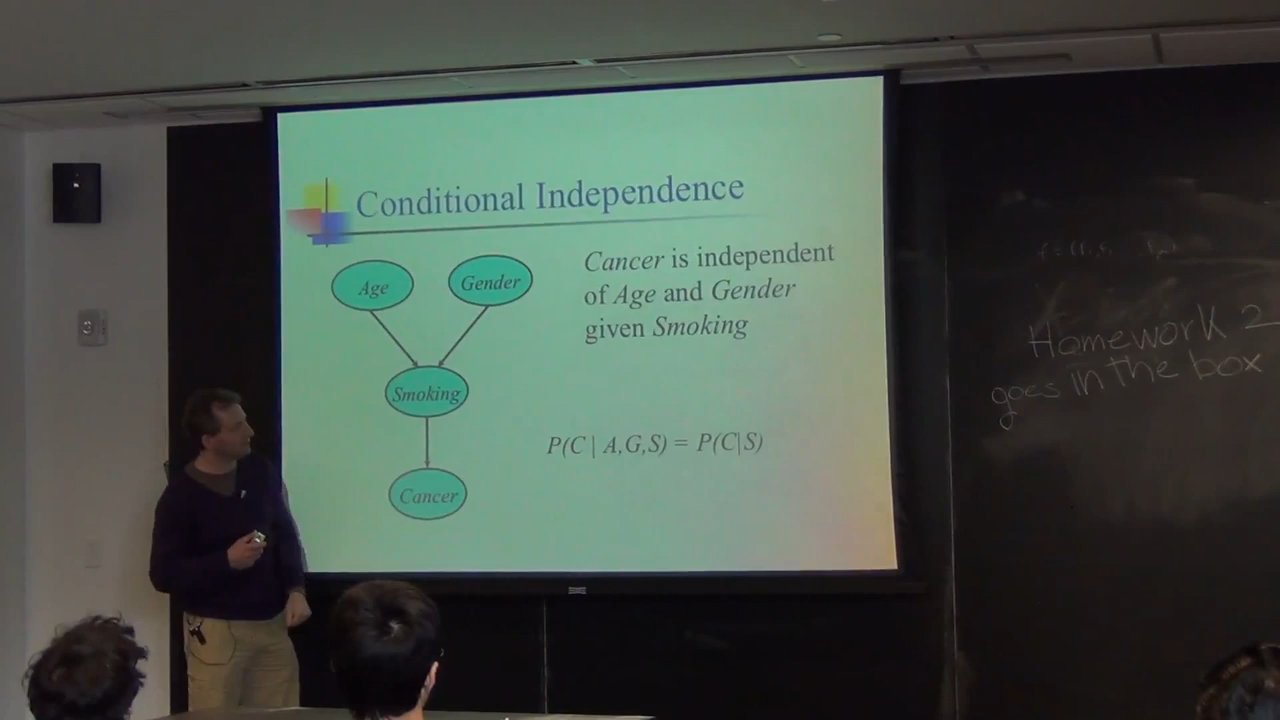 Conditional Independence
Age
Gender
Smoking
Cancer
Cancer is independent
of Age and Gender
given Smoking
P(C | A,G,S) = P(C|S)
Homework 2
goes in the box